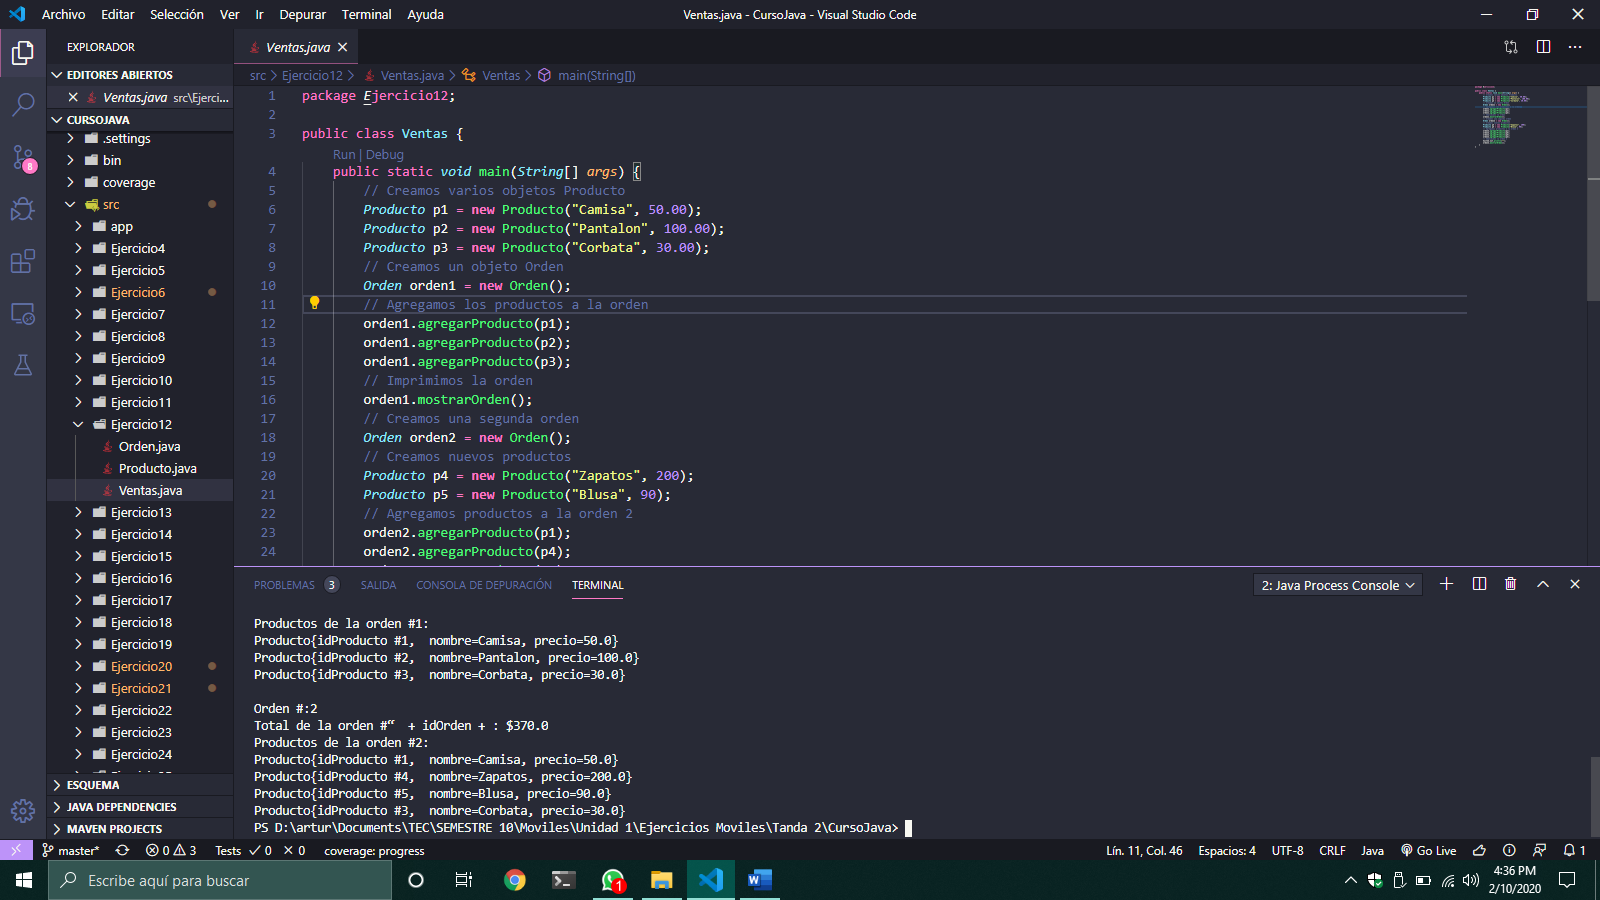 Archivo Editar Selección Ver Ir Depurar Terminal Ayuda
Ventas.java - CursoJava - Visual Studio Code
EXPLORADOR
EDITORES ABIERTOS
Ventas.java src\Ejerci...
CURSOJAVA
.settings
bin
coverage
src
app
Ejercicio4
Ejercicio5
Ejercicio6
Ejercicio7
Ejercicio8
Ejercicio9
Ejercicio10
Ejercicio11
Ejercicio12
Orden.java
Producto.java
Ventas.java
Ejercicio13
Ejercicio14
Ejercicio15
Ejercicio16
Ejercicio17
Ejercicio18
Ejercicio19
Ejercicio20
Ejercicio21
Ejercicio22
Ejercicio23
Ejercicio24
ESQUEMA
JAVA DEPENDENCIES
MAVEN PROJECTS
8
Ventas.java
src > Ejercicio12 > Ventas.java > Ventas > main(String[])
1 package Ejercicio12;
2
3 public class Ventas {
Run | Debug
4 public static void main(String[] args) {
5 // Creamos varios objetos Producto
6 Producto p1 = new Producto("Camisa", 50.00);
7 Producto p2 = new Producto("Pantalon", 100.00);
8 Producto p3 = new Producto("Corbata", 30.00);
9 // Creamos un objeto Orden
10 Orden orden1 = new Orden();
11 // Agregamos los productos a la orden
12 orden1.agregarProducto(p1);
13 orden1.agregarProducto(p2);
14 orden1.agregarProducto(p3);
15 // Imprimimos la orden
16 orden1.mostrarOrden();
17 // Creamos una segunda orden
18 Orden orden2 = new Orden();
19 // Creamos nuevos productos
20 Producto p4 = new Producto("Zapatos", 200);
21 Producto p5 = new Producto("Blusa", 90);
22 // Agregamos productos a la orden 2
23 orden2.agregarProducto(p1);
24 orden2.agregarProducto(p4);
PROBLEMAS 3 SALIDA CONSOLA DE DEPURACIÓN TERMINAL
2: Java Process Console
Productos de la orden #1:
Producto{idProducto #1,  nombre=Camisa, precio=50.0}
Producto{idProducto #2,  nombre=Pantalon, precio=100.0}
Producto{idProducto #3,  nombre=Corbata, precio=30.0}
Orden #:2
Total de la orden #“  + idOrden + : $370.0
Productos de la orden #2:
Producto{idProducto #1,  nombre=Camisa, precio=50.0}
Producto{idProducto #4,  nombre=Zapatos, precio=200.0}
Producto{idProducto #5,  nombre=Blusa, precio=90.0}
Producto{idProducto #3,  nombre=Corbata, precio=30.0}
PS D:\artur\Documents\TEC\SEMESTRE 10\Moviles\Unidad 1\Ejercicios Moviles\Tanda 2\CursoJava>
master* 0 3 Tests 0 0 coverage: progress
Lín. 11, Col. 46 Espacios: 4 UTF-8 CRLF Java Go Live 1
Escribe aquí para buscar
1
4:36 PM
2/10/2020